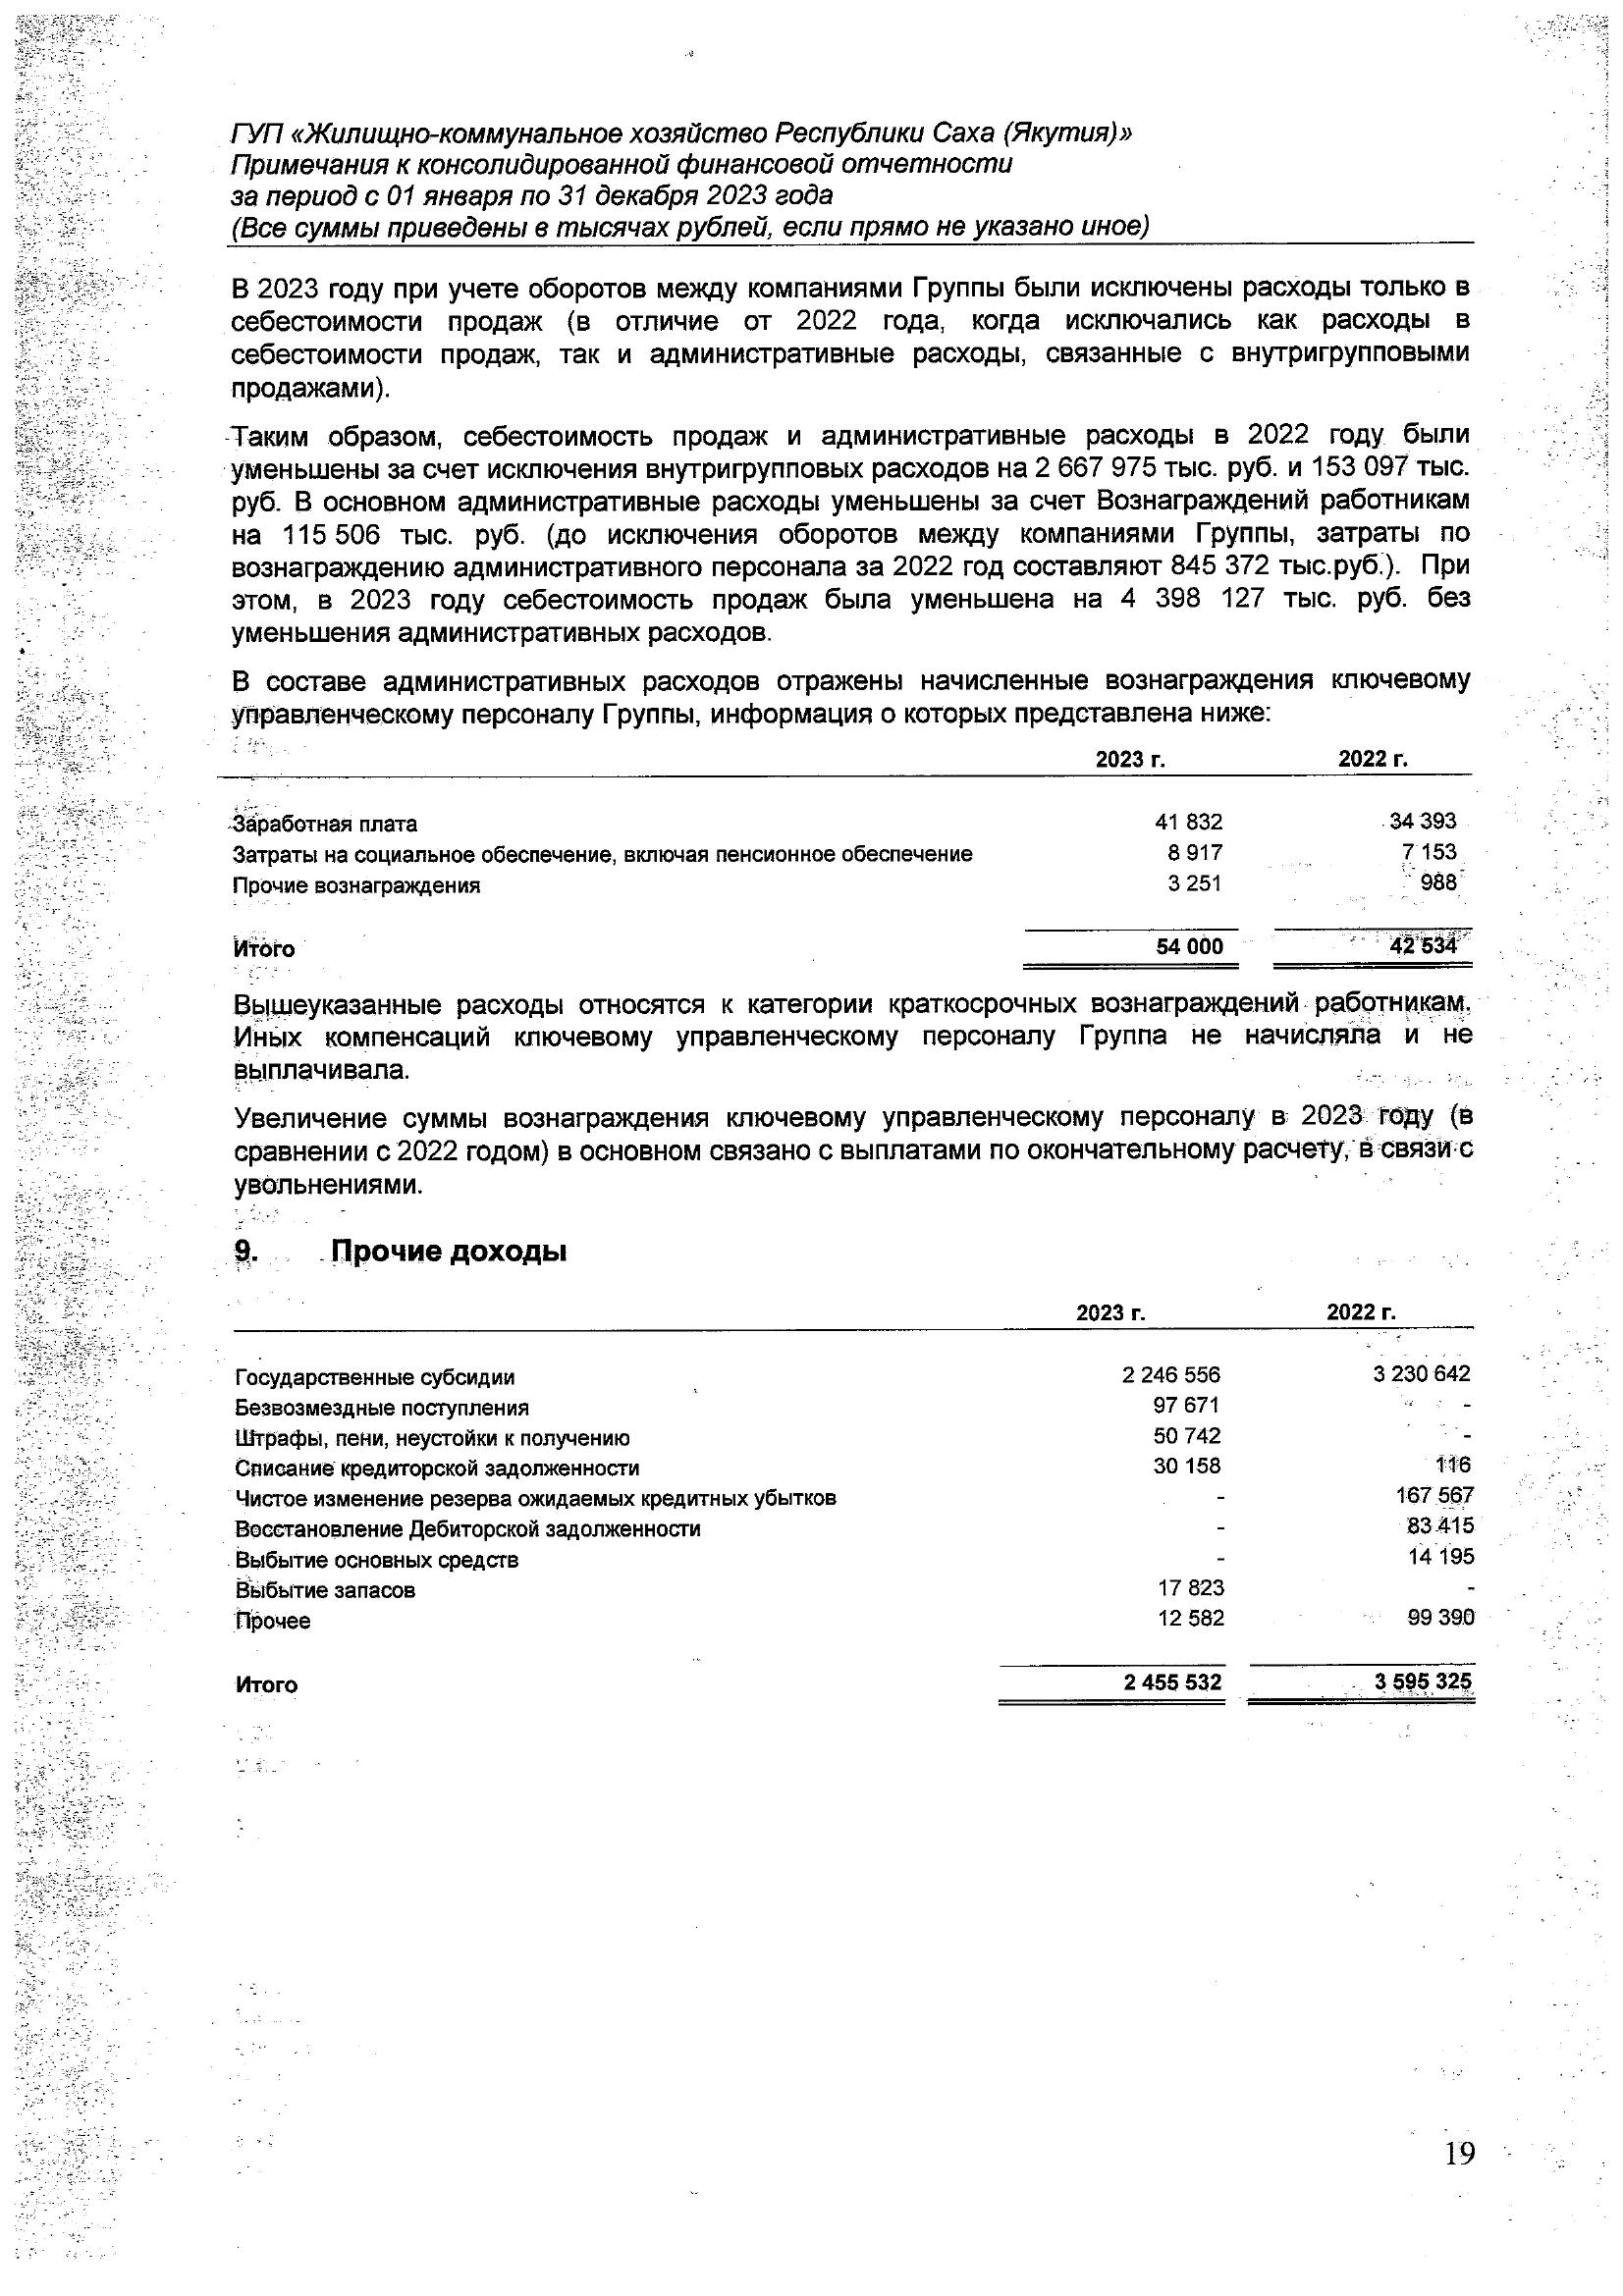 ГУП «Жилищно-коммунальное хозяйство Республики Саха (Якутия)»
Примечания к консолидированной финансовой отчетности
за период с 01 января по 31 декабря 2023 года
(Все суммы приведены в тысячах рублей, если прямо не указано иное)
В 2023 году при учете оборотов между компаниями Группы были исключены расходы только в
себестоимости продаж (в отличие от 2022 года, когда исключались как расходы в
себестоимости продаж, так и административные расходы, связанные с внутригрупповыми
продажами).
Таким образом, себестоимость продаж и административные расходы в 2022 году были
уменьшены за счет исключения внутригрупповых расходов на 2 667 975 тыс. руб. и 153 097 тыс.
руб. В основном административные расходы уменьшены за счет Вознаграждений работникам
на 115 506 тыс. руб. (до исключения оборотов между компаниями Группы, затраты по
вознаграждению административного персонала за 2022 год составляют 845 372 тыс.руб.). При
этом, в 2023 году себестоимость продаж была уменьшена на 4 398 127 тыс. руб. без
уменьшения административных расходов.
В составе административных расходов отражены начисленные вознаграждения ключевому
управленческому персоналу Группы, информация о которых представлена ниже:
2023 г. 2022 г.
Заработная плата 41 832 34 393
Затраты на социальное обеспечение, включая пенсионное обеспечение 8 917 7 153
Прочие вознаграждения 3 251 988
Итого 54 000 42 534
Вышеуказанные расходы относятся к категории краткосрочных вознаграждений работникам.
Иных компенсаций ключевому управленческому персоналу Группа не начисляла и не
выплачивала.
Увеличение суммы вознаграждения ключевому управленческому персоналу в 2023 году (в
сравнении с 2022 годом) в основном связано с выплатами по окончательному расчету, в связи с
увольнениями.
9. Прочие доходы
2023 г. 2022 г.
Государственные субсидии 2 246 556 3 230 642
Безвозмездные поступления 97 671 -
Штрафы, пени, неустойки к получению 50 742 -
Списание кредиторской задолженности 30 158 116
Чистое изменение резерва ожидаемых кредитных убытков - 167 567
Восстановление Дебиторской задолженности - 83 415
Выбытие основных средств - 14 195
Выбытие запасов 17 823 -
Прочее 12 582 99 390
Итого 2 455 532 3 595 325
19